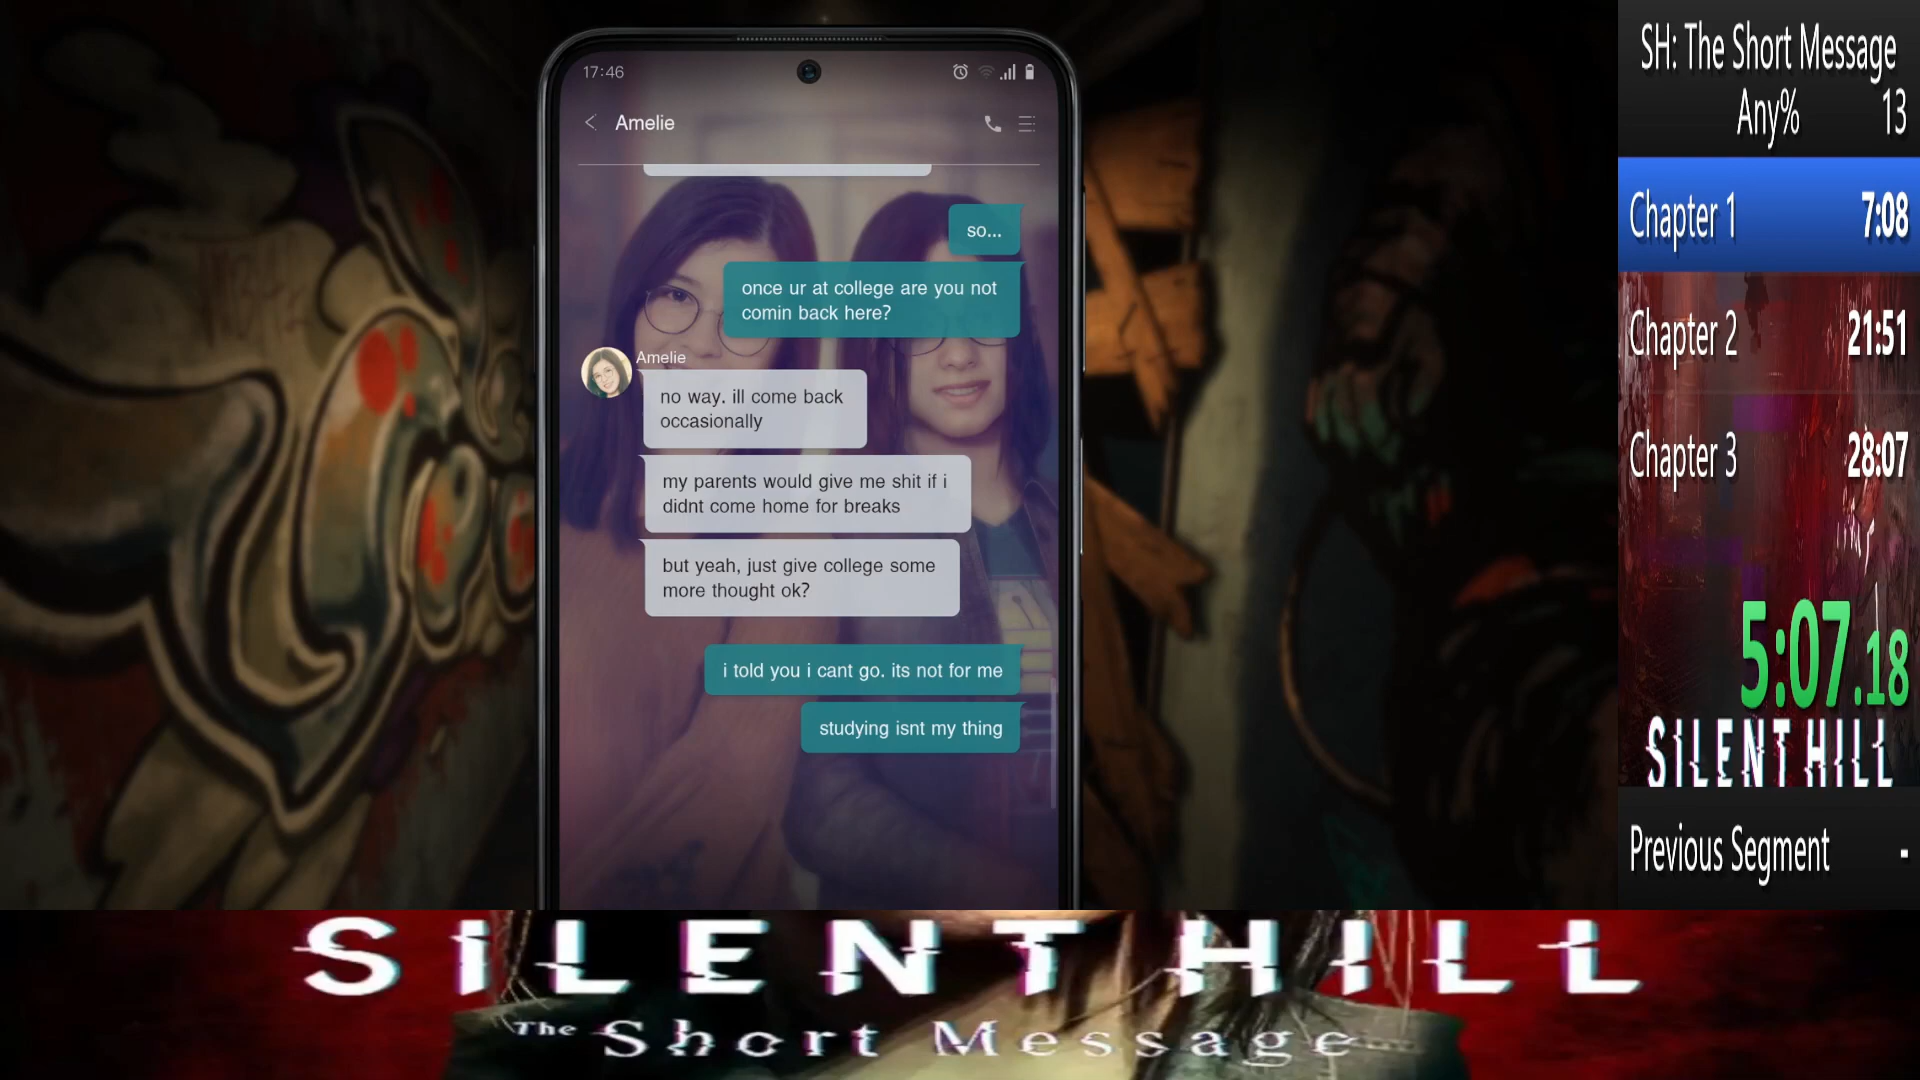 17:46
Amelie
so...
once ur at college are you not
comin back here?
Amelie
no way. ill come back
occasionally
my parents would give me shit if i
didnt come home for breaks
but yeah, just give college some
more thought ok?
i told you i cant go. its not for me
studying isnt my thing
SH: The Short Message
Any% 13
Chapter 1 7:08
Chapter 2 21:51
Chapter 3 28:07
5:07.18
SILENT HILL
Previous Segment -
SILENT HILL
The Short Message